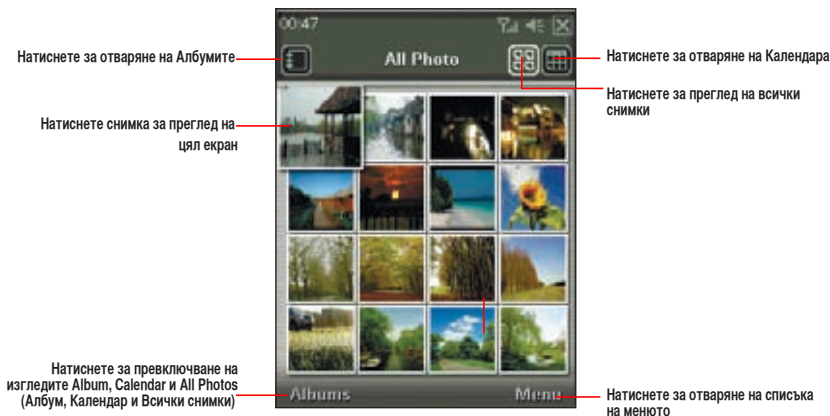 00:47
All Photo
Натиснете за отваряне на Албумите
Натиснете снимка за преглед на
цял екран
Натиснете за превключване на
изгледите Album, Calendar и All Photos
(Албум, Календар и Всички снимки)
Натиснете за отваряне на Календара
Натиснете за преглед на всички
снимки
Albums
Menu
Натиснете за отваряне на списъка
на менюто